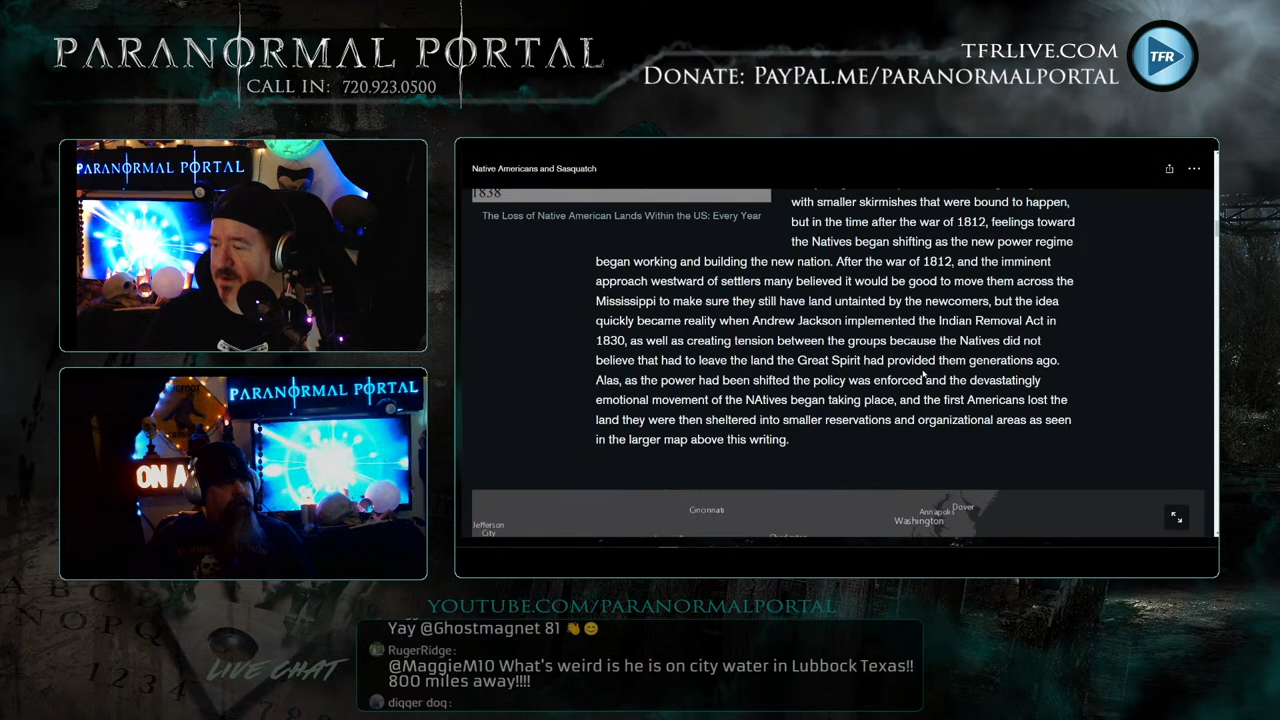 PARANORMAL PORTAL
CALL IN: 720.923.0500
TFRLIVE.COM
DONATE: PAYPAL.ME/PARANORMALPORTAL
TFR
PARANORMAL PORTAL
PARANORMAL PORTAL
ON A
Native Americans and Sasquatch
1838
The Loss of Native American Lands Within the US: Every Year
with smaller skirmishes that were bound to happen,
but in the time after the war of 1812, feelings toward
the Natives began shifting as the new power regime
began working and building the new nation. After the war of 1812, and the imminent
approach westward of settlers many believed it would be good to move them across the
Mississippi to make sure they still have land untainted by the newcomers, but the idea
quickly became reality when Andrew Jackson implemented the Indian Removal Act in
1830, as well as creating tension between the groups because the Natives did not
believe that had to leave the land the Great Spirit had provided them generations ago.
Alas, as the power had been shifted the policy was enforced and the devastatingly
emotional movement of the NAtives began taking place, and the first Americans lost the
land they were then sheltered into smaller reservations and organizational areas as seen
in the larger map above this writing.
Cincinnati
Dover
Annapolis
Washington
Jefferson
City
YOUTUBE.COM/PARANORMALPORTAL
Yay @Ghostmagnet 81 👏😊
RugerRidge:
@MaggieM10 What's weird is he is on city water in Lubbock Texas!!
800 miles away!!!!
digger dog:
LIVE CHAT
A B C
N O P Q
1 2 3 4